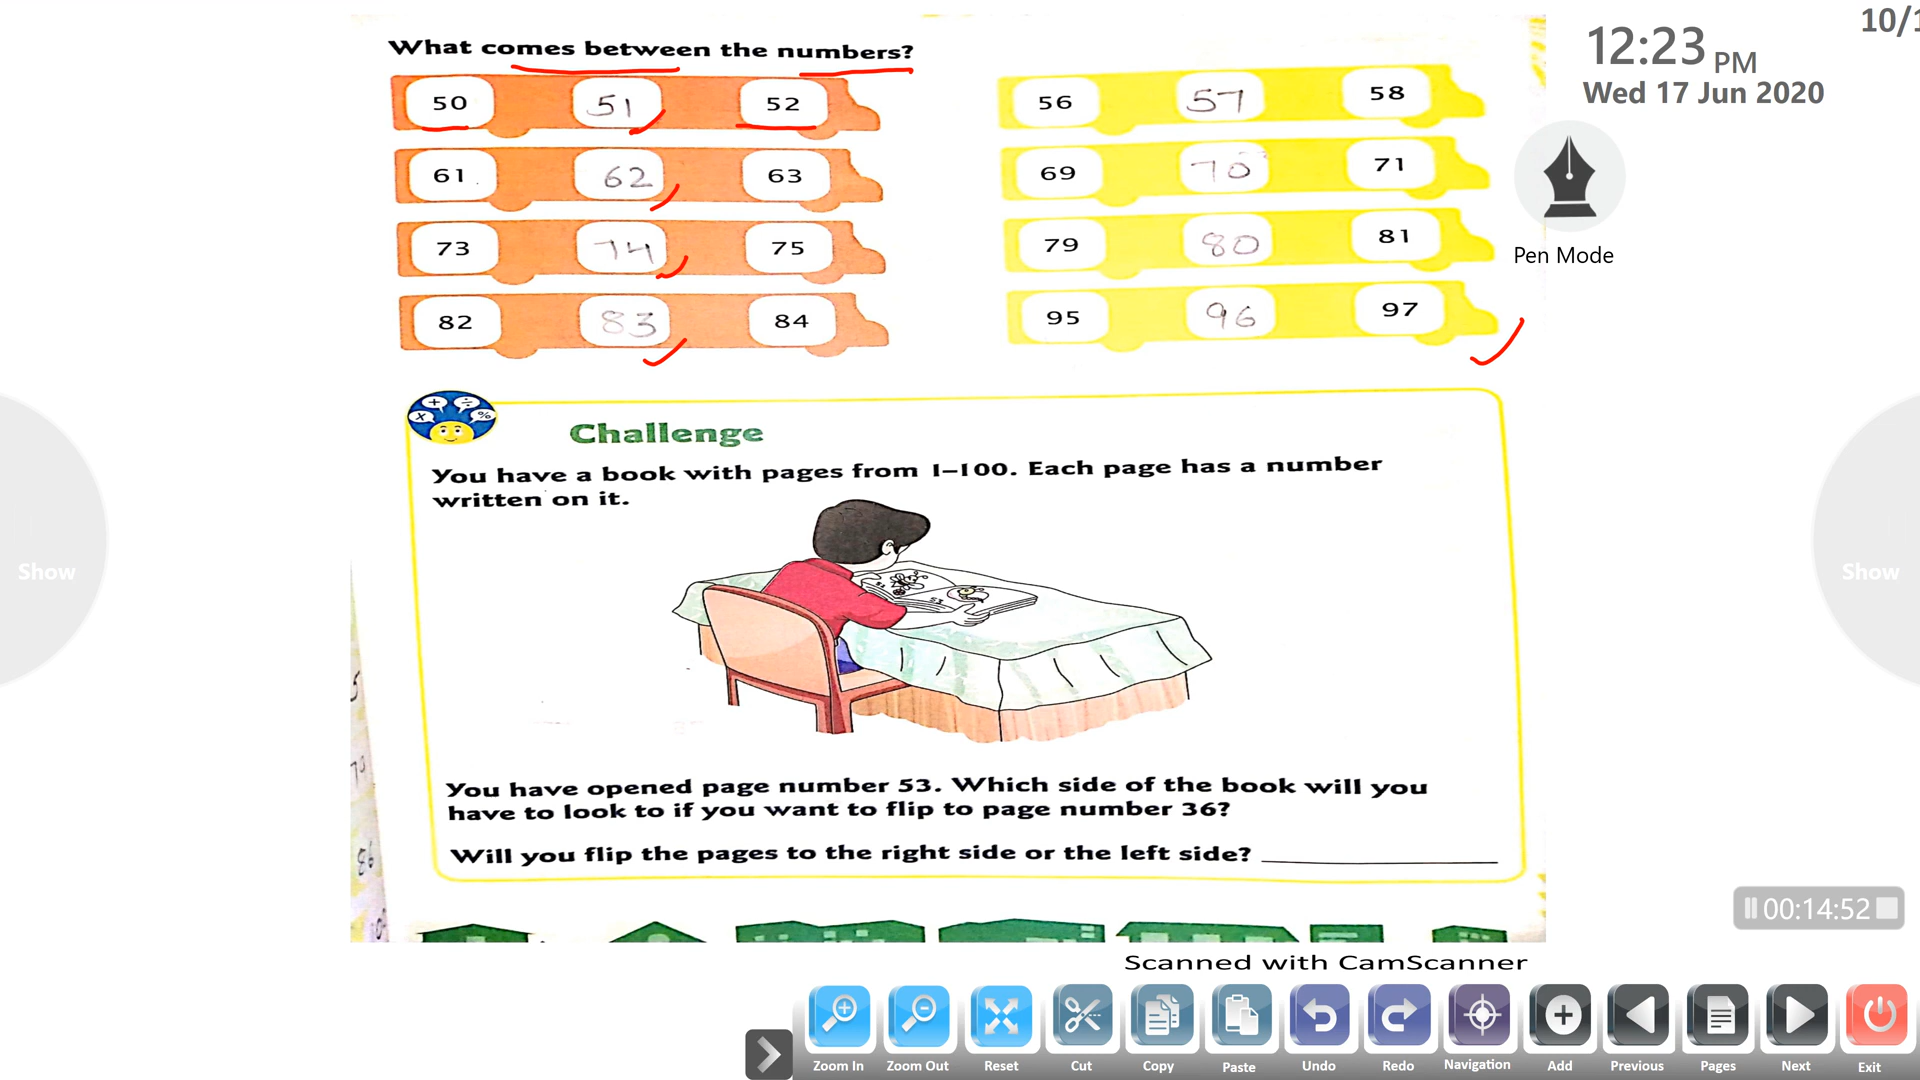 What comes between the numbers?
50 51 52
61 62 63
73 74 75
82 83 84
56 57 58
69 70 71
79 80 81
95 96 97
Challenge
You have a book with pages from 1–100. Each page has a number
written on it.
You have opened page number 53. Which side of the book will you
have to look to if you want to flip to page number 36?
Will you flip the pages to the right side or the left side?
86
Scanned with CamScanner
10/1
12:23 PM
Wed 17 Jun 2020
Pen Mode
Show
Show
00:14:52
Zoom In
Zoom Out
Reset
Cut
Copy
Paste
Undo
Redo
Navigation
Add
Previous
Pages
Next
Exit